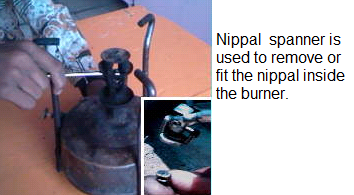 Nippal spanner is
used to remove or
fit the nippal inside
the burner.